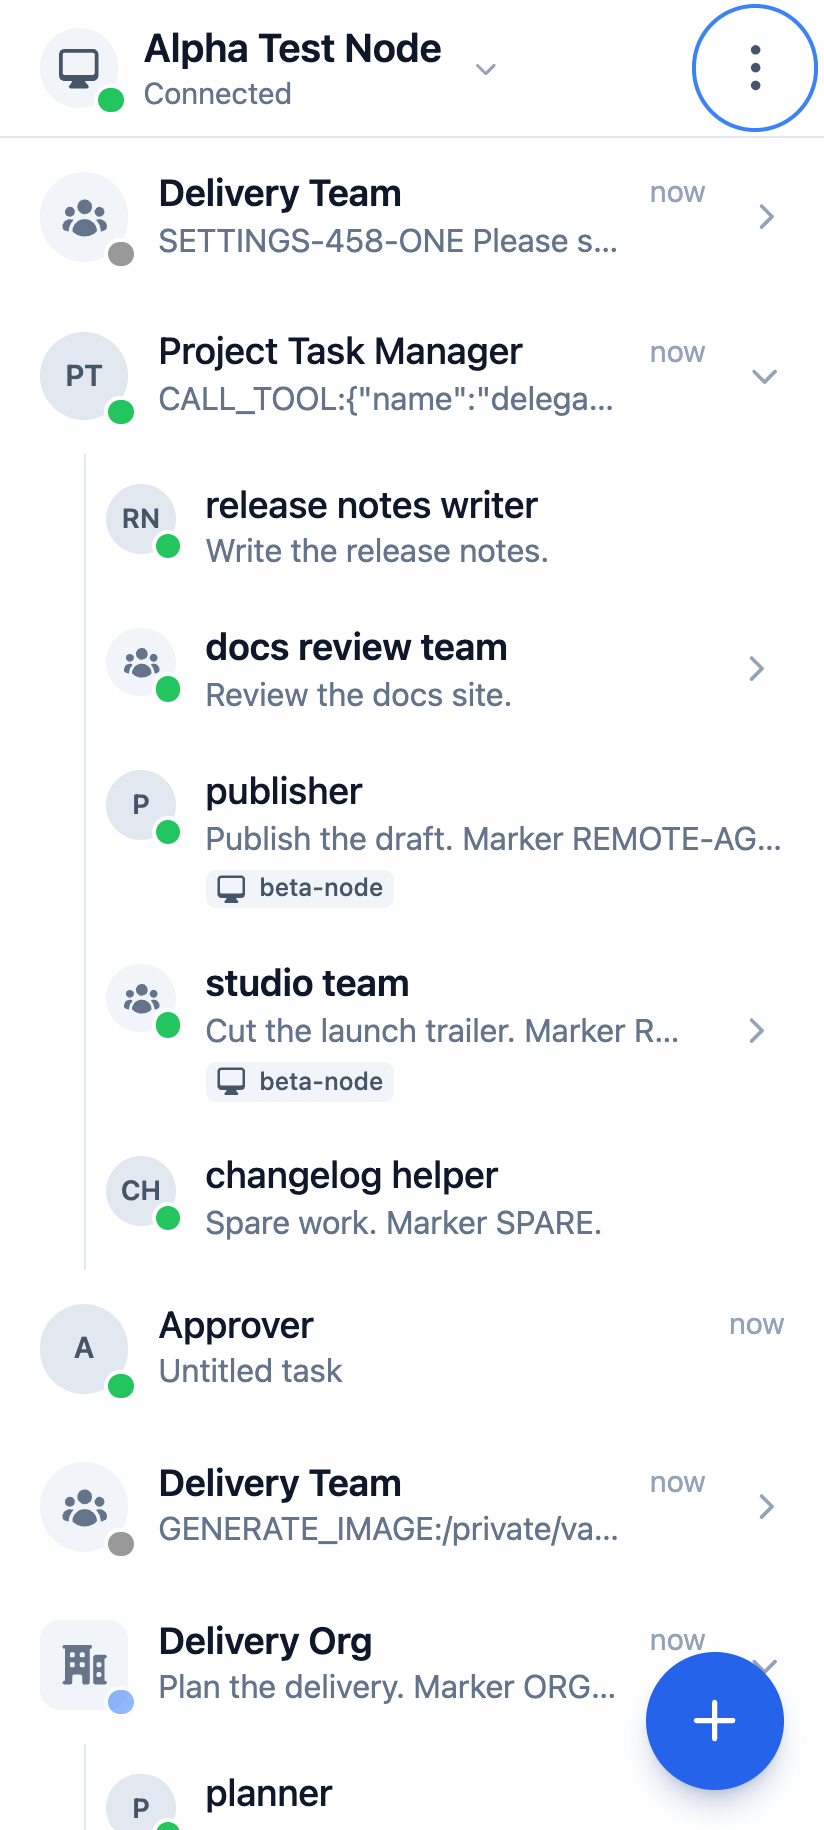 Alpha Test Node
Connected
Delivery Team
now
SETTINGS-458-ONE Please s...
PT
Project Task Manager
now
CALL_TOOL:{"name":"delega...
RN
release notes writer
Write the release notes.
docs review team
Review the docs site.
P
publisher
Publish the draft. Marker REMOTE-AG...
beta-node
studio team
Cut the launch trailer. Marker R...
beta-node
CH
changelog helper
Spare work. Marker SPARE.
A
Approver
now
Untitled task
Delivery Team
now
GENERATE_IMAGE:/private/va...
Delivery Org
now
Plan the delivery. Marker ORG...
P
planner